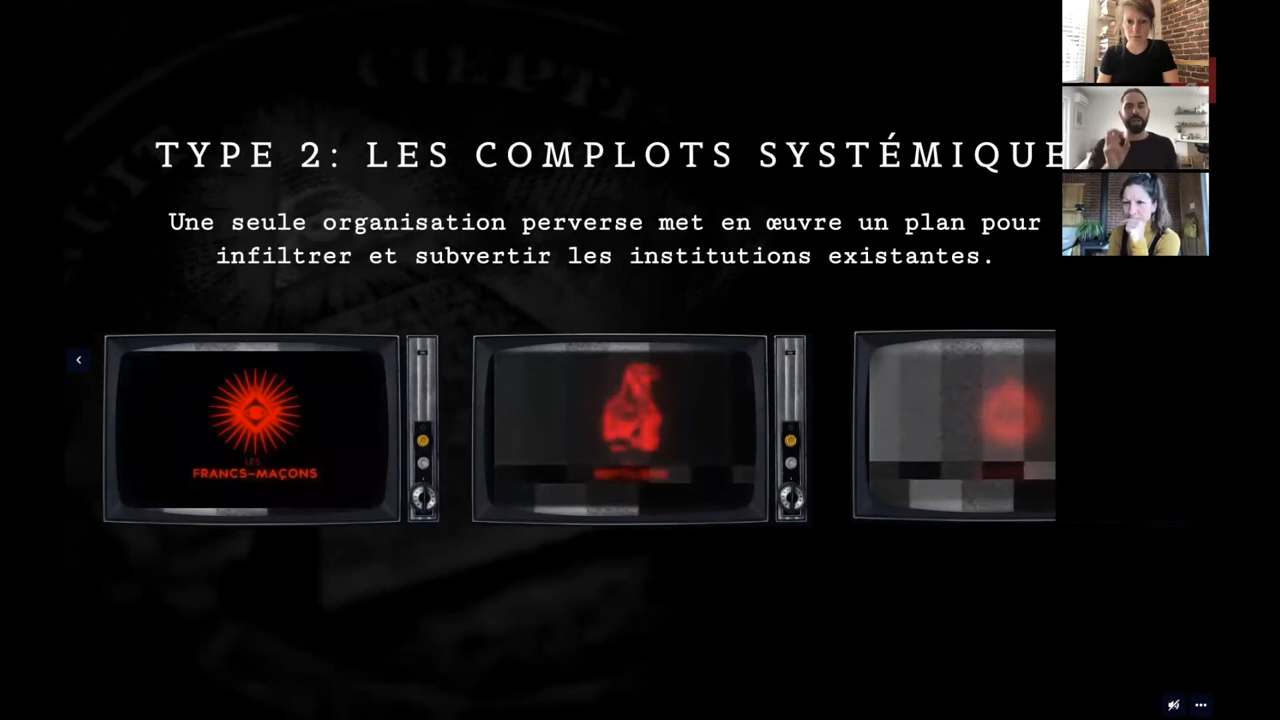 TYPE 2: LES COMPLOTS SYSTÉMIQUE
Une seule organisation perverse met en œuvre un plan pour
infiltrer et subvertir les institutions existantes.
LES
FRANCS-MAÇONS